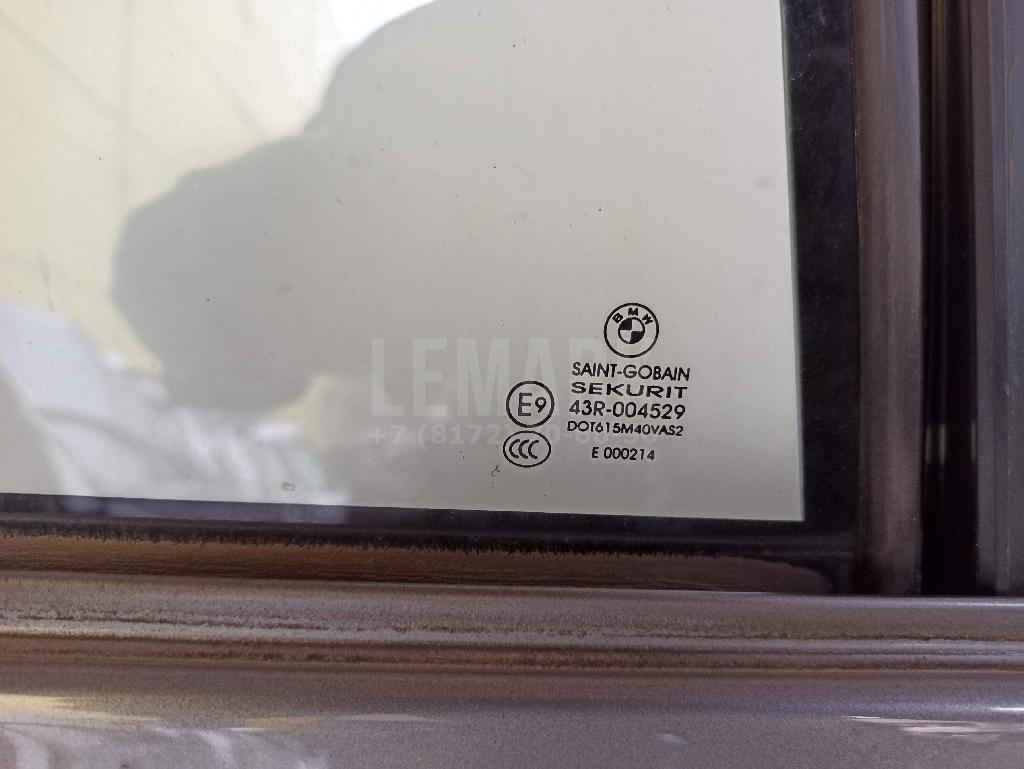 BMW
SAINT-GOBAIN
SEKURIT
E9
43R-004529
DOT615M40VAS2
CCC
E 000214